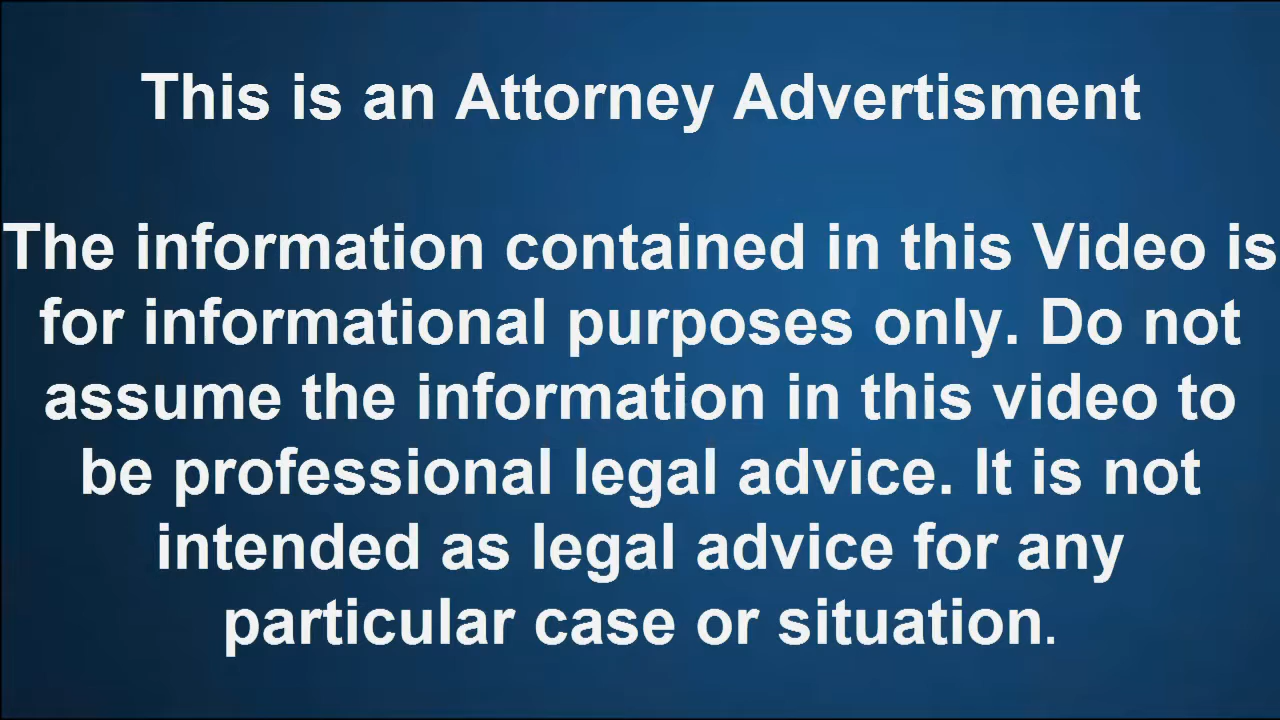 This is an Attorney Advertisment
The information contained in this Video is
for informational purposes only. Do not
assume the information in this video to
be professional legal advice. It is not
intended as legal advice for any
particular case or situation.